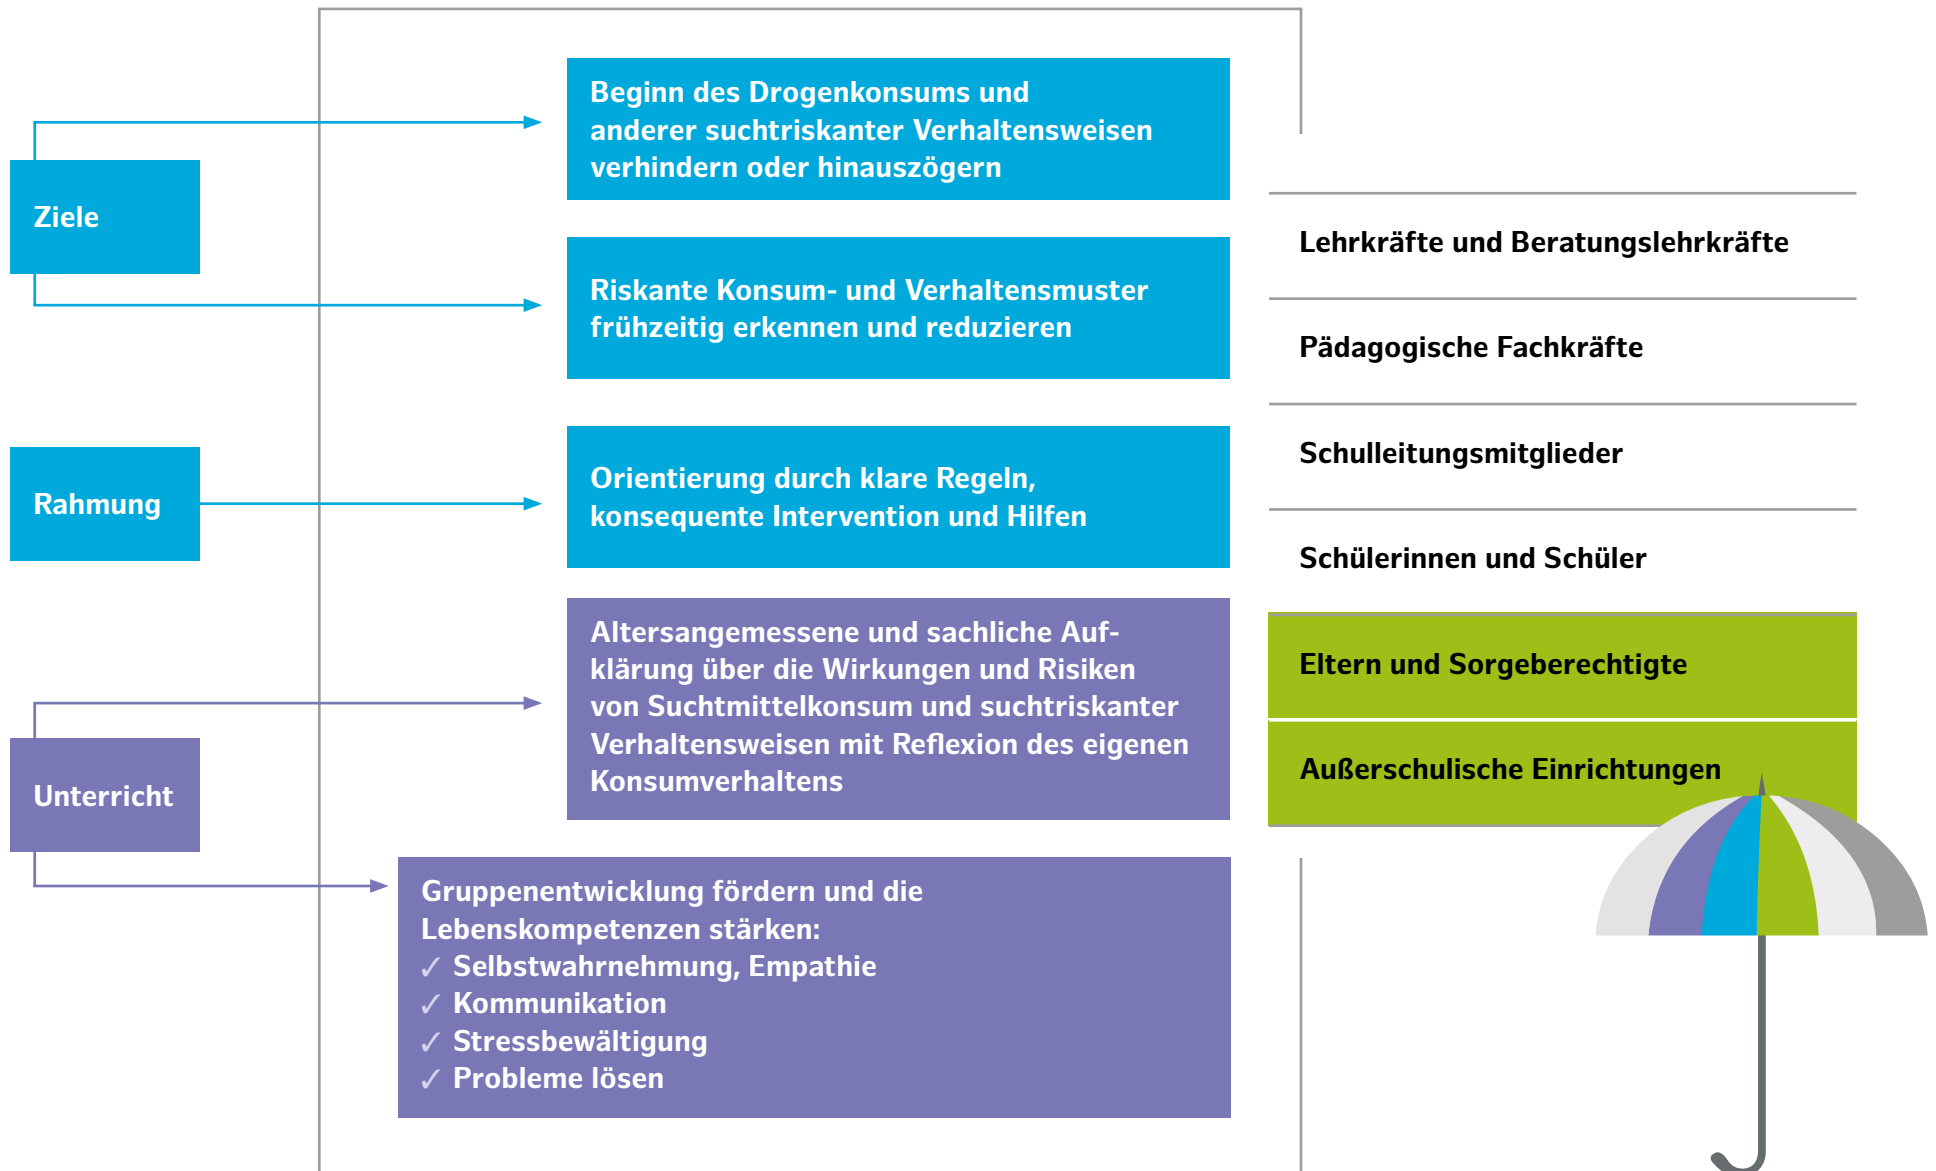 Ziele
Beginn des Drogenkonsums und
anderer suchtriskanter Verhaltensweisen
verhindern oder hinauszögern
Riskante Konsum- und Verhaltensmuster
frühzeitig erkennen und reduzieren
Rahmung
Orientierung durch klare Regeln,
konsequente Intervention und Hilfen
Unterricht
Altersangemessene und sachliche Auf-
klärung über die Wirkungen und Risiken
von Suchtmittelkonsum und suchtriskanter
Verhaltensweisen mit Reflexion des eigenen
Konsumverhaltens
Gruppenentwicklung fördern und die
Lebenskompetenzen stärken:
✓ Selbstwahrnehmung, Empathie
✓ Kommunikation
✓ Stressbewältigung
✓ Probleme lösen
Lehrkräfte und Beratungslehrkräfte
Pädagogische Fachkräfte
Schulleitungsmitglieder
Schülerinnen und Schüler
Eltern und Sorgeberechtigte
Außerschulische Einrichtungen